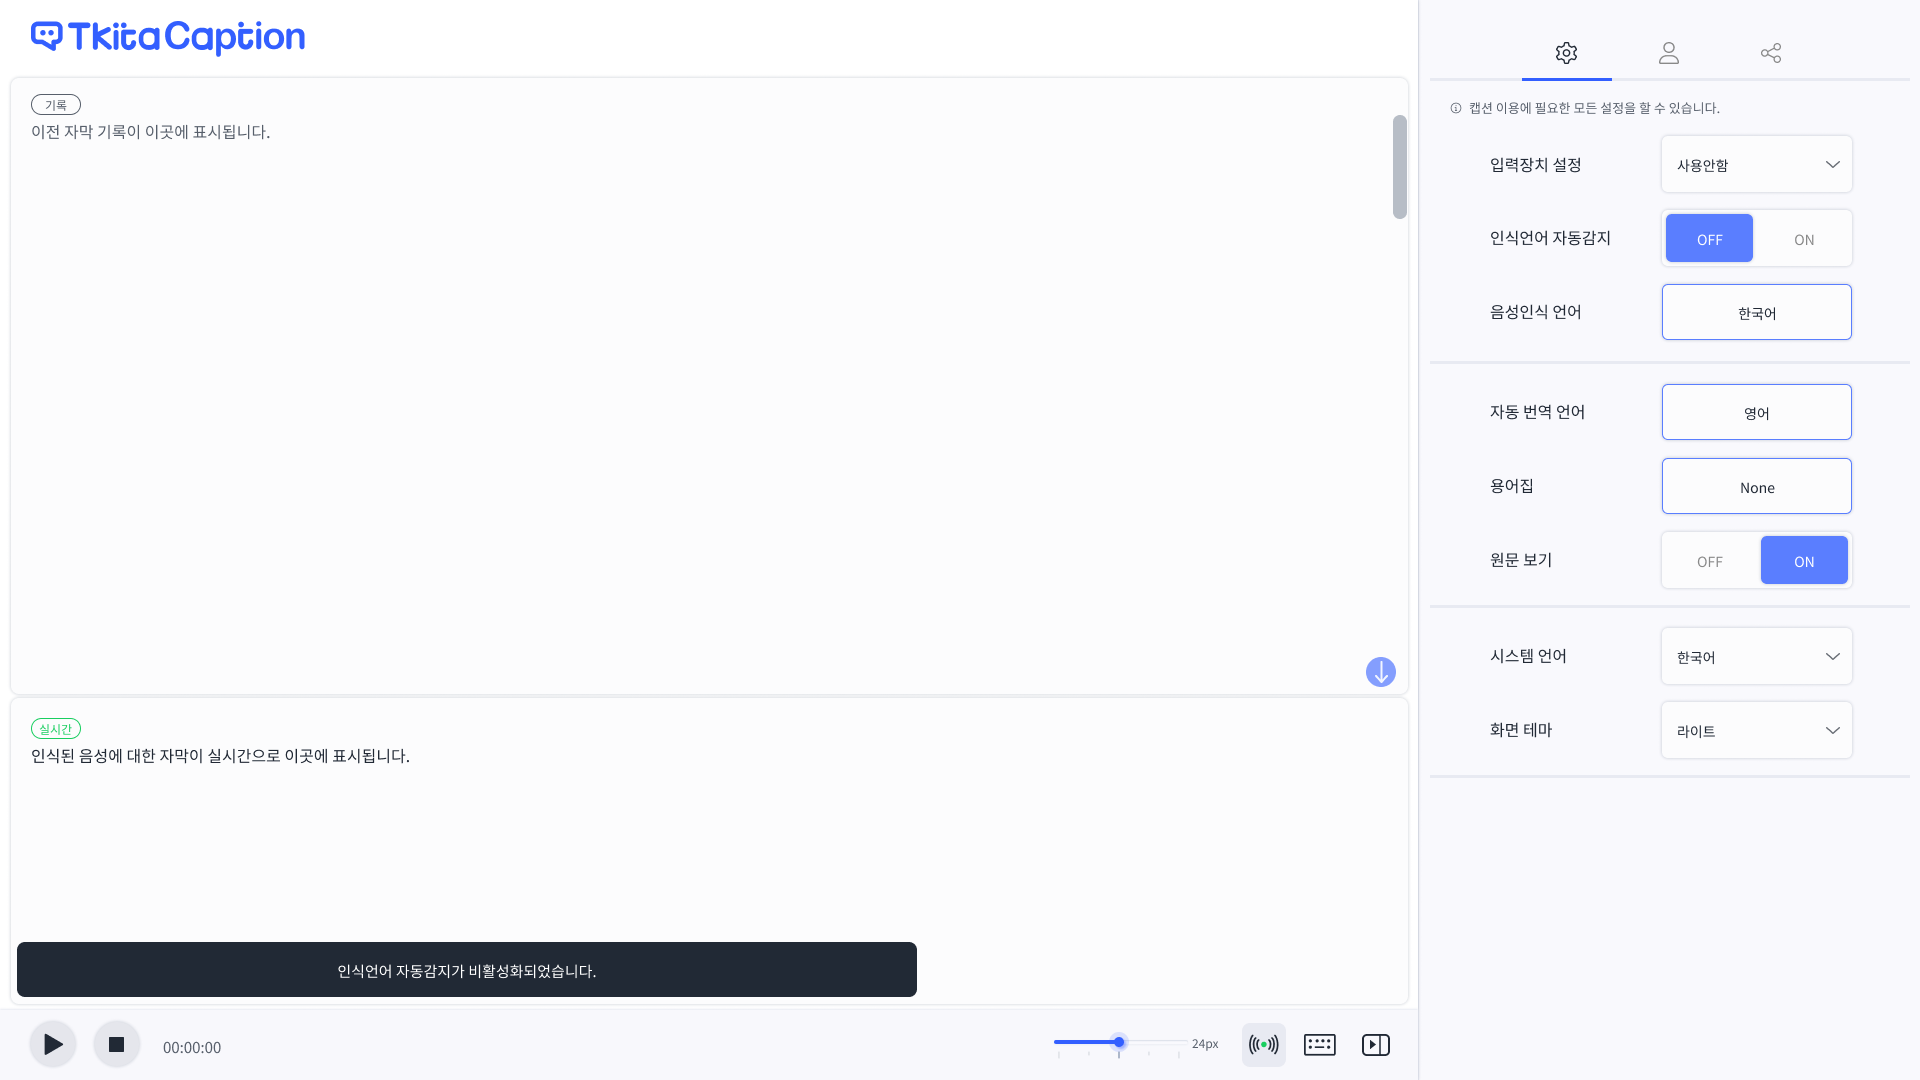 Tkita Caption
기록
이전 자막 기록이 이곳에 표시됩니다.
실시간
인식된 음성에 대한 자막이 실시간으로 이곳에 표시됩니다.
인식언어 자동감지가 비활성화되었습니다.
00:00:00
24px
캡션 이용에 필요한 모든 설정을 할 수 있습니다.
입력장치 설정
사용안함
인식언어 자동감지
OFF ON
음성인식 언어
한국어
자동 번역 언어
영어
용어집
None
원문 보기
OFF ON
시스템 언어
한국어
화면 테마
라이트